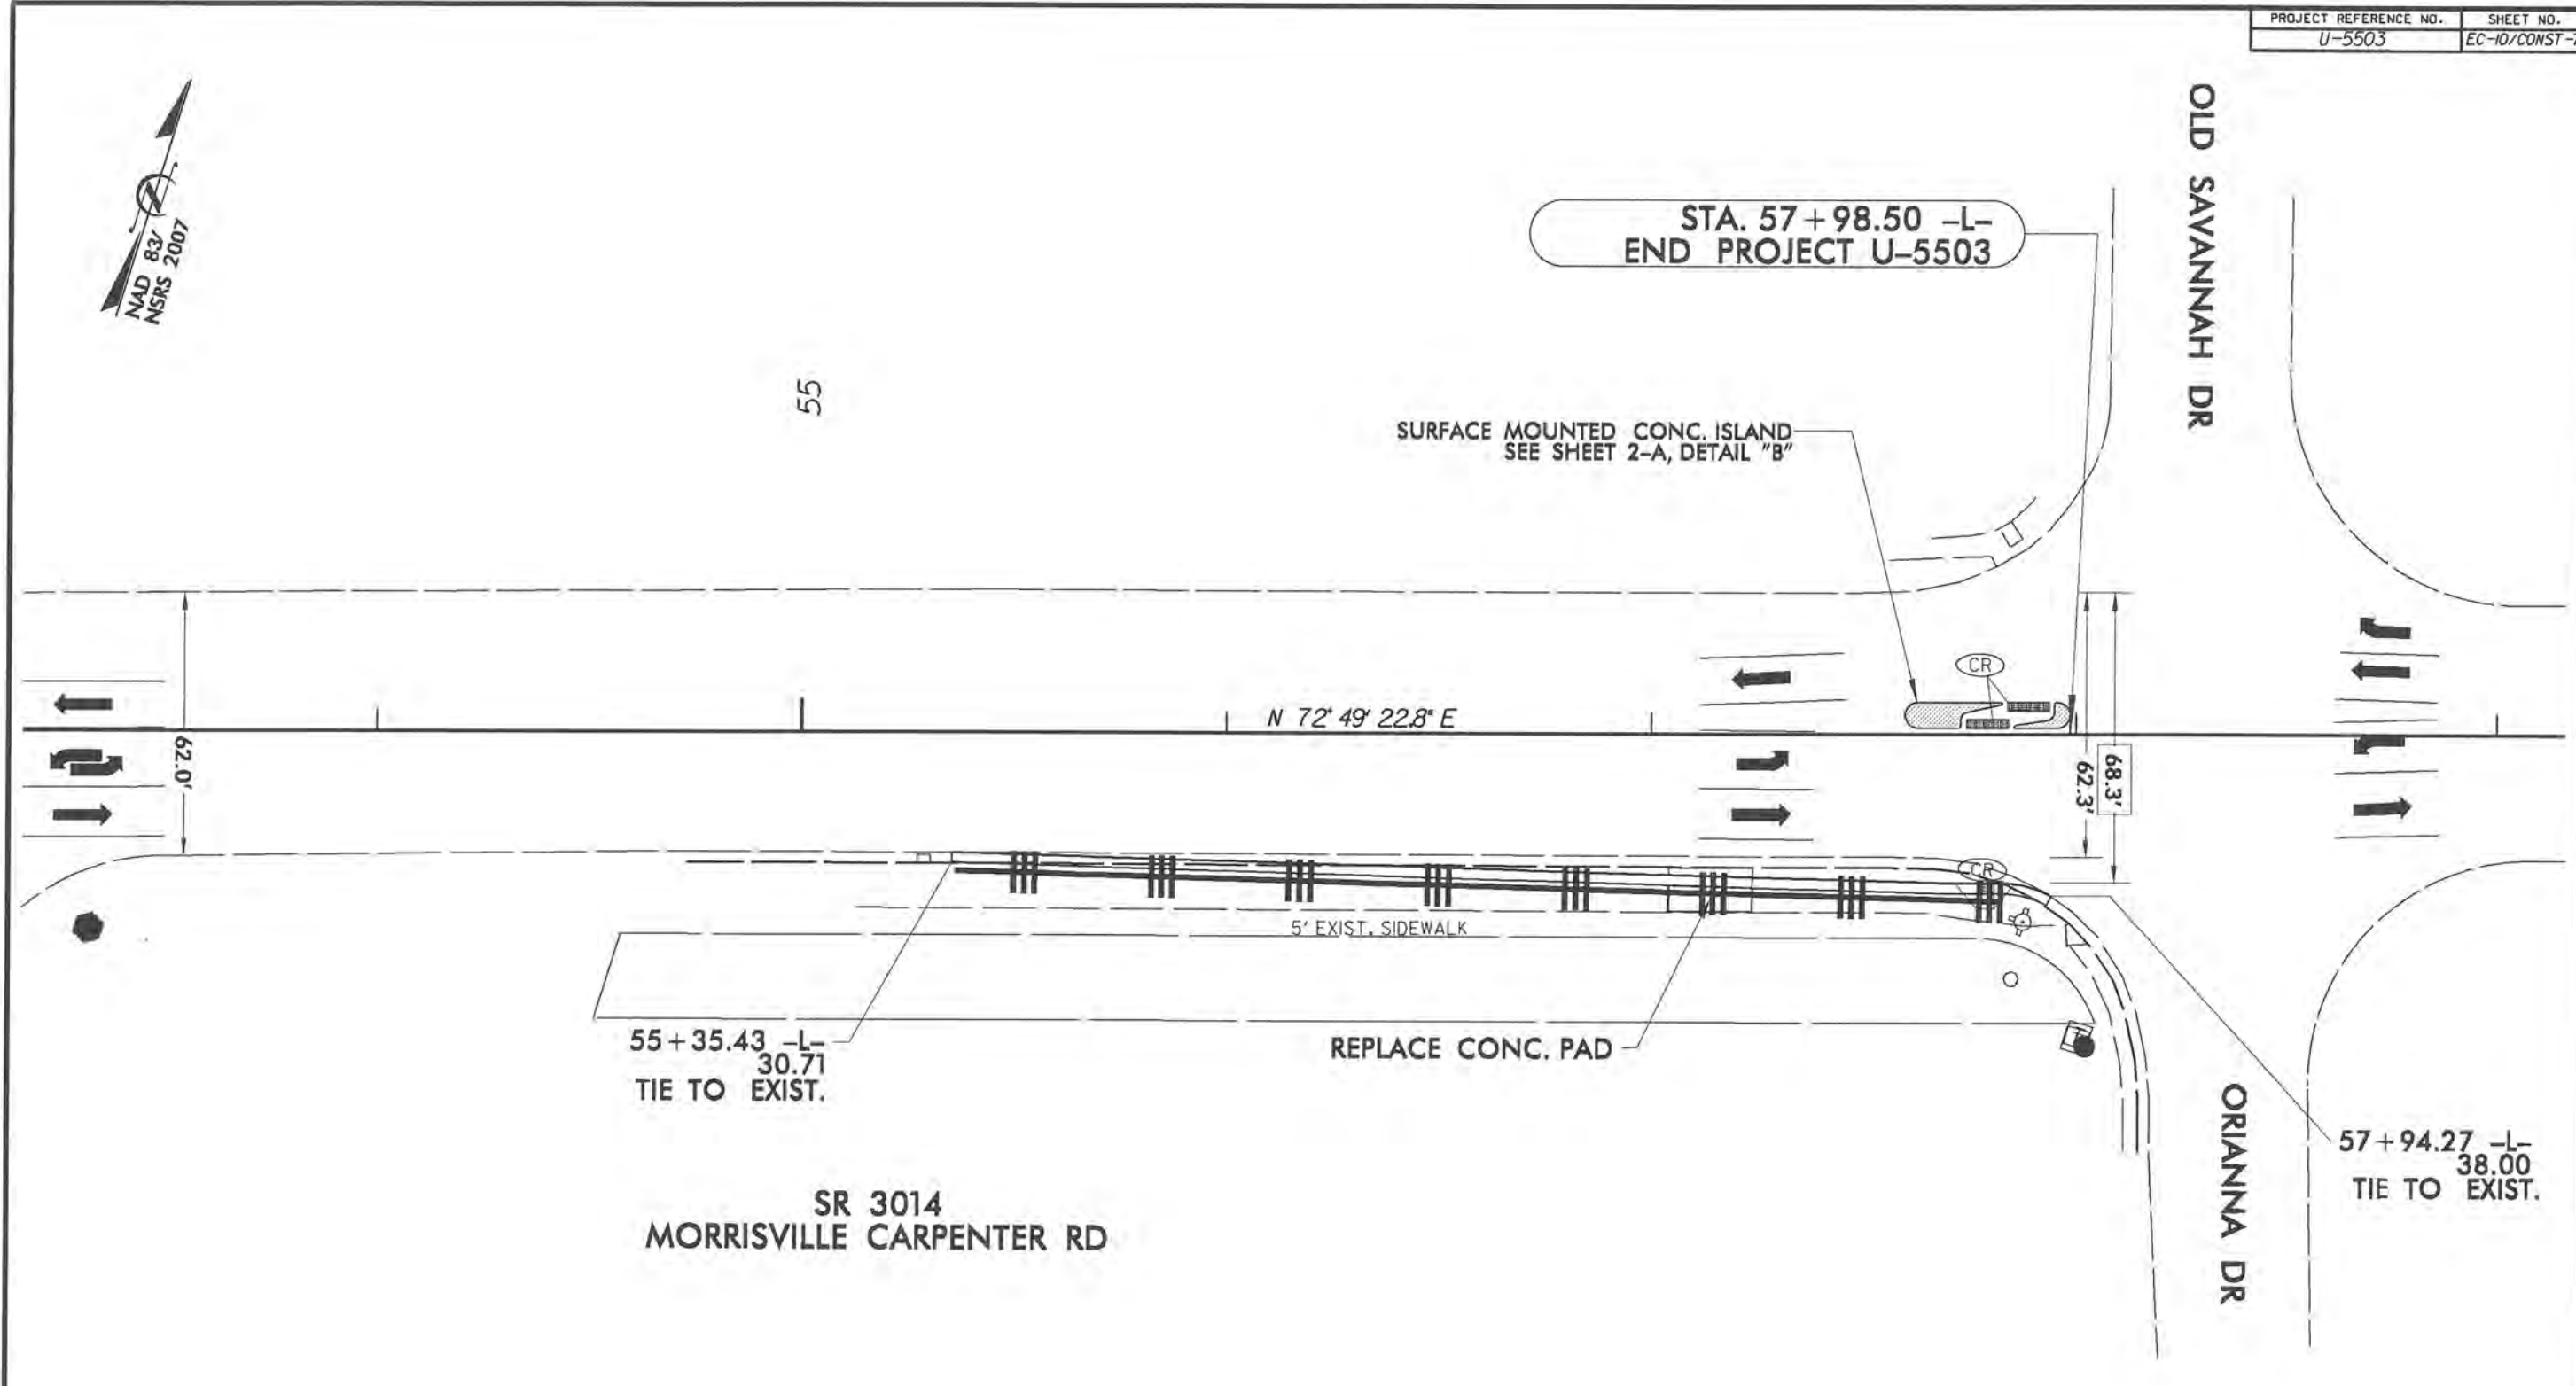 PROJECT REFERENCE NO.
SHEET NO.
U-5503
EC-10/CONST-
OLD SAVANNAH DR
NAD 83/
NSRS 2007
STA. 57+98.50 -L-
END PROJECT U-5503
55
SURFACE MOUNTED CONC. ISLAND
SEE SHEET 2-A, DETAIL "B"
CR
N 72° 49' 22.8" E
62.0'
62.3'
68.3'
CR
5' EXIST. SIDEWALK
55+35.43 -L-
30.71
TIE TO EXIST.
REPLACE CONC. PAD
57+94.27 -L-
38.00
TIE TO EXIST.
ORIANNA DR
SR 3014
MORRISVILLE CARPENTER RD